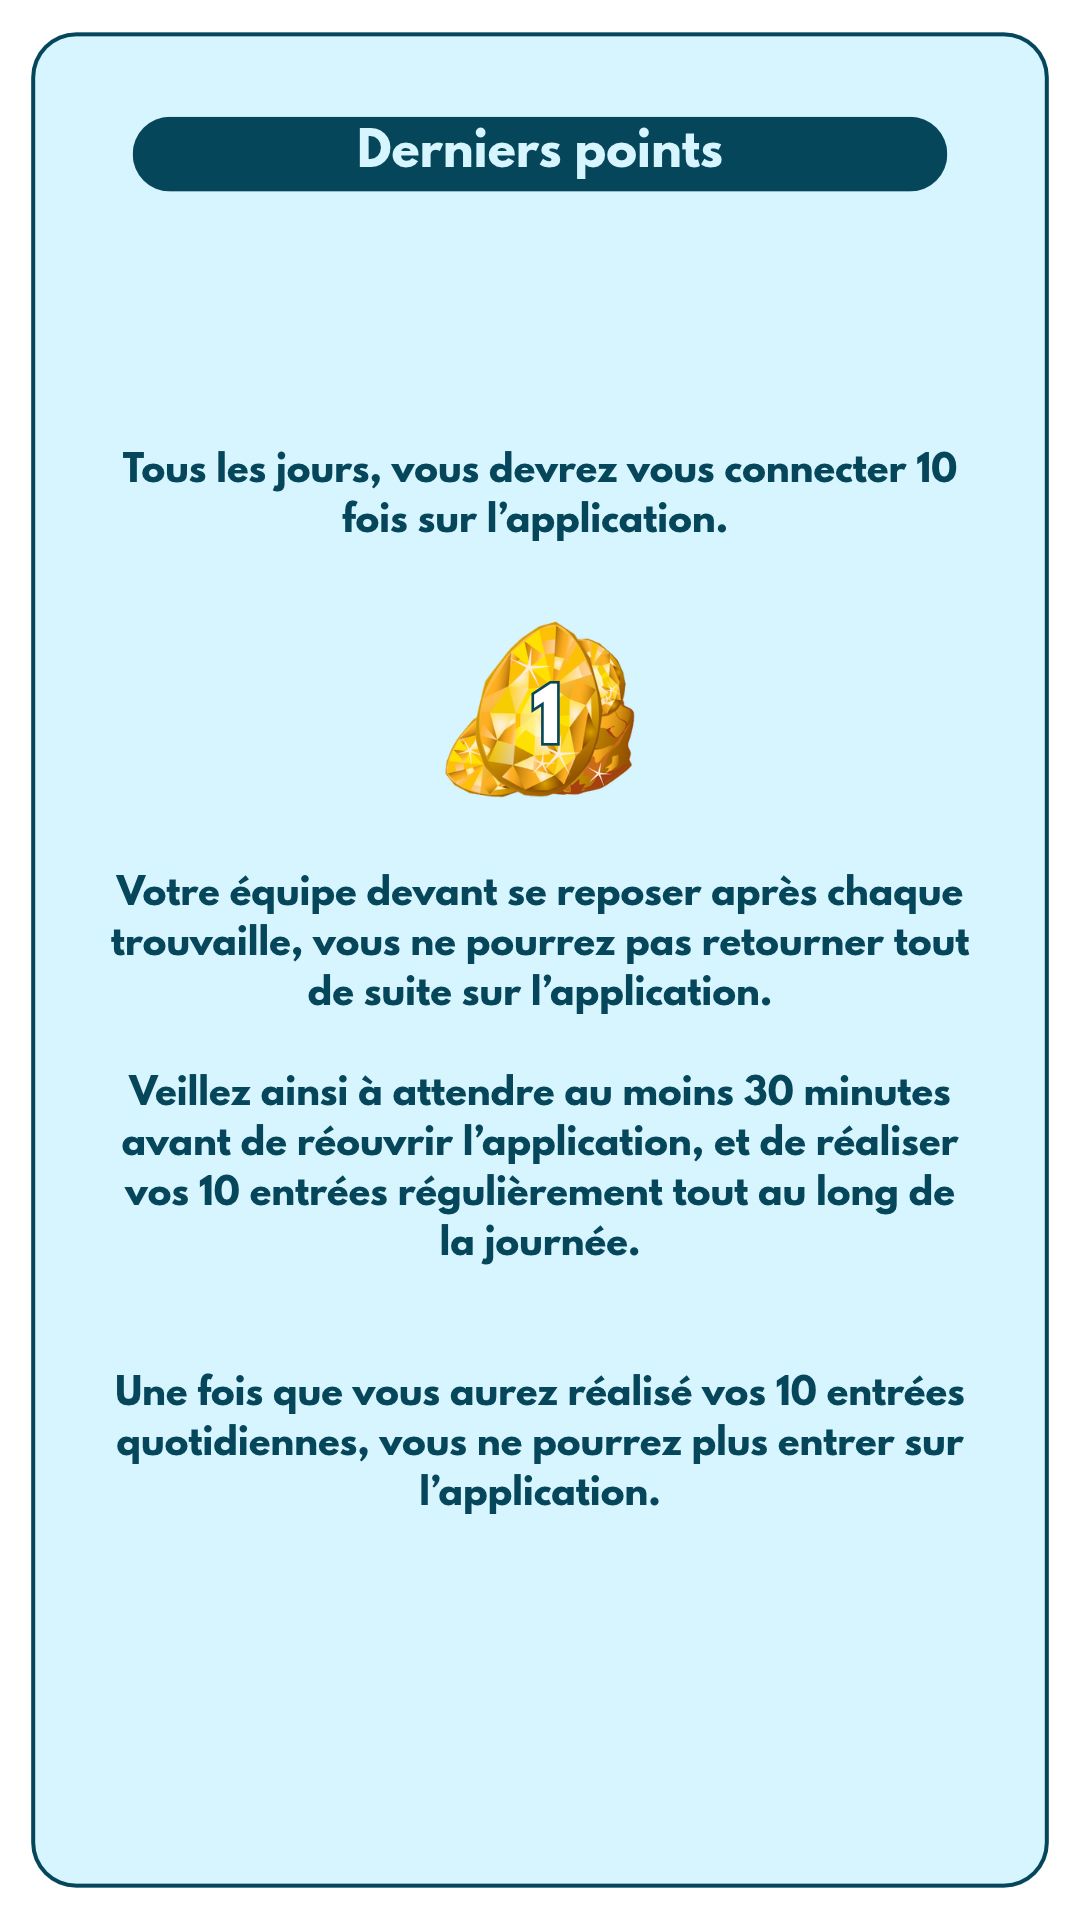 Derniers points
Tous les jours, vous devrez vous connecter 10
fois sur l’application.
1
Votre équipe devant se reposer après chaque
trouvaille, vous ne pourrez pas retourner tout
de suite sur l’application.
Veillez ainsi à attendre au moins 30 minutes
avant de réouvrir l’application, et de réaliser
vos 10 entrées régulièrement tout au long de
la journée.
Une fois que vous aurez réalisé vos 10 entrées
quotidiennes, vous ne pourrez plus entrer sur
l’application.